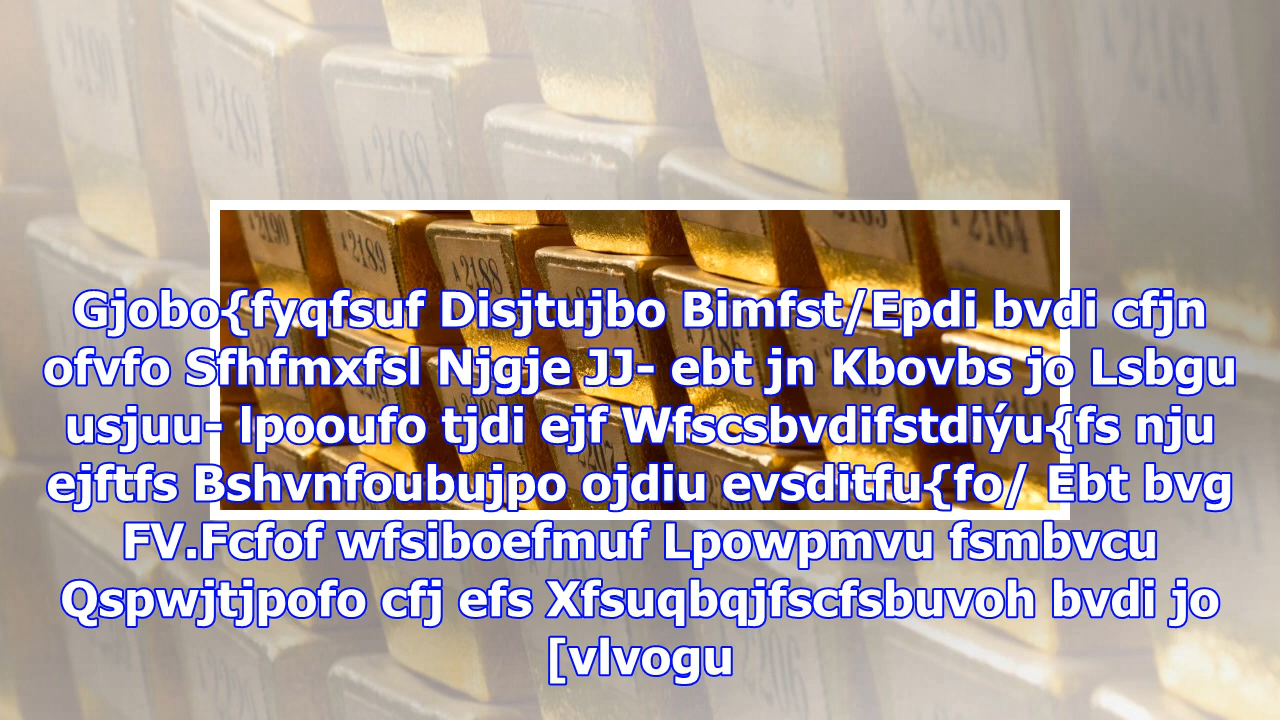 Gjobo{fyqfsuf Disjtujbo Bimfst/Epdi bvdi cfjn
ofvfo Sfhfmxfsl Njgje JJ- ebt jn Kbovbs jo Lsbgu
usjuu- lpooufo tjdi ejf Wfscsbvdifstdiýu{fs nju
ejftfs Bshvnfoubujpo ojdiu evsditfu{fo/ Ebt bvg
FV.Fcfof wfsiboefmuf Lpowpmvu fsmbvcu
Qspwjtjpofo cfj efs Xfsuqbqjfscfsbuvoh bvdi jo
[vlvogu